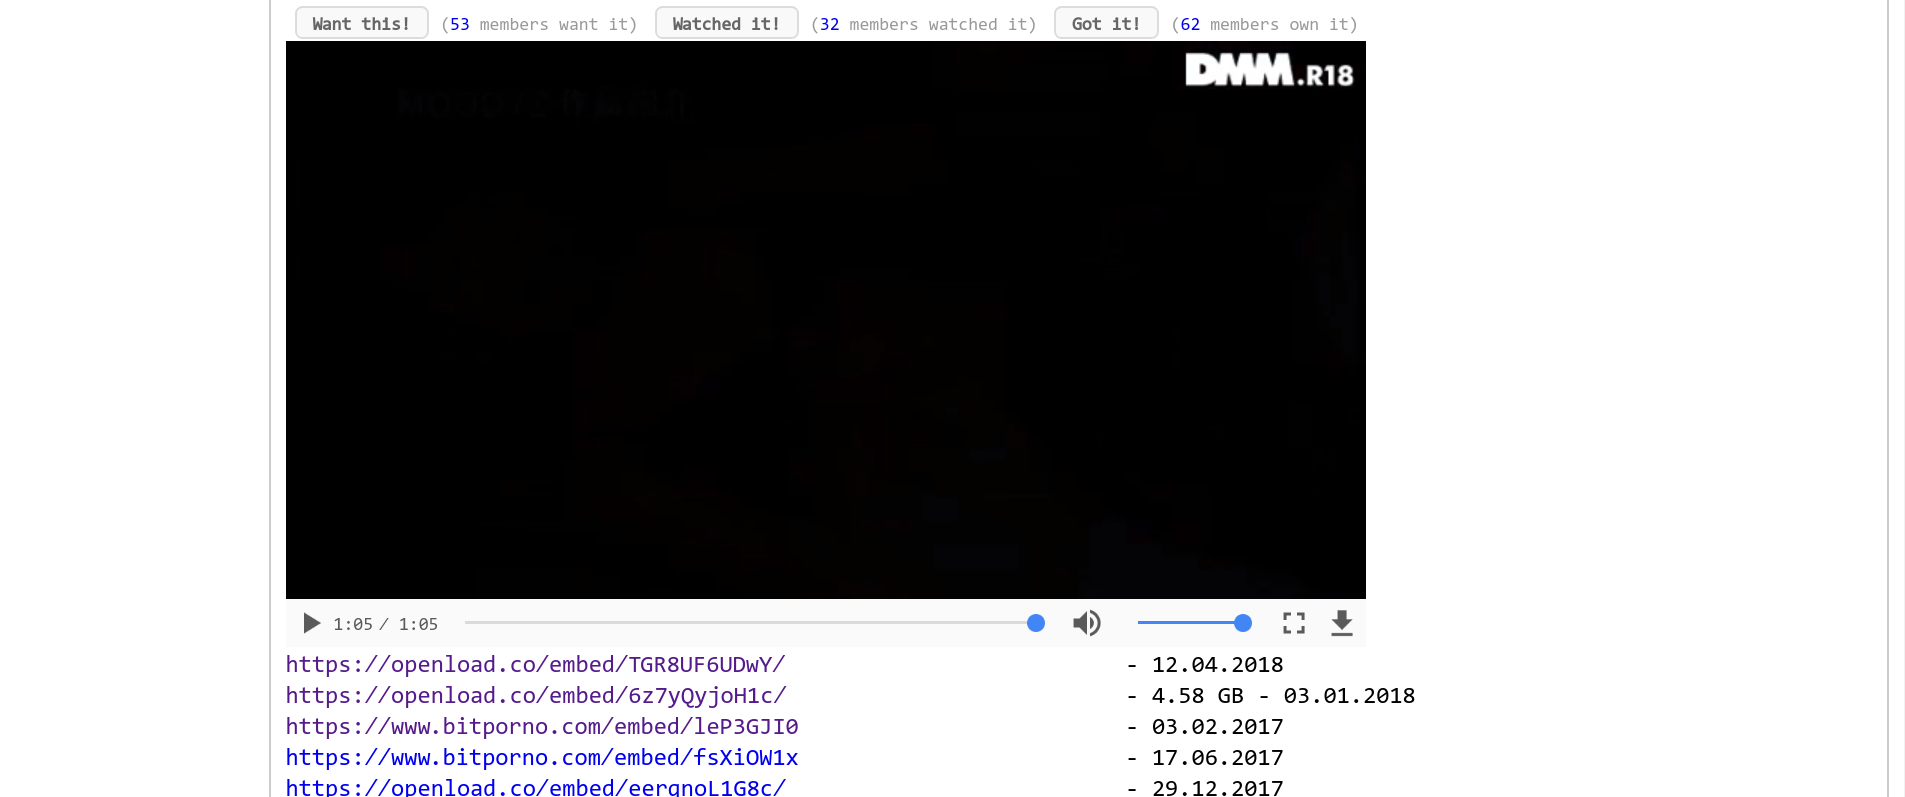 Want this! (53 members want it) Watched it! (32 members watched it) Got it! (62 members own it)
DMM.R18
1:05 / 1:05
https://openload.co/embed/TGR8UF6UDwY/ - 12.04.2018
https://openload.co/embed/6z7yQyjoH1c/ - 4.58 GB - 03.01.2018
https://www.bitporno.com/embed/leP3GJI0 - 03.02.2017
https://www.bitporno.com/embed/fsXiOW1x - 17.06.2017
https://openload.co/embed/eerqnoL1G8c/ - 29.12.2017